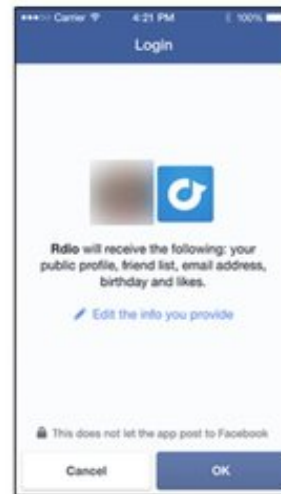 Carrier 4:21 PM 100%
Login
Rdio will receive the following: your
public profile, friend list, email address,
birthday and likes.
Edit the info you provide
This does not let the app post to Facebook
Cancel OK